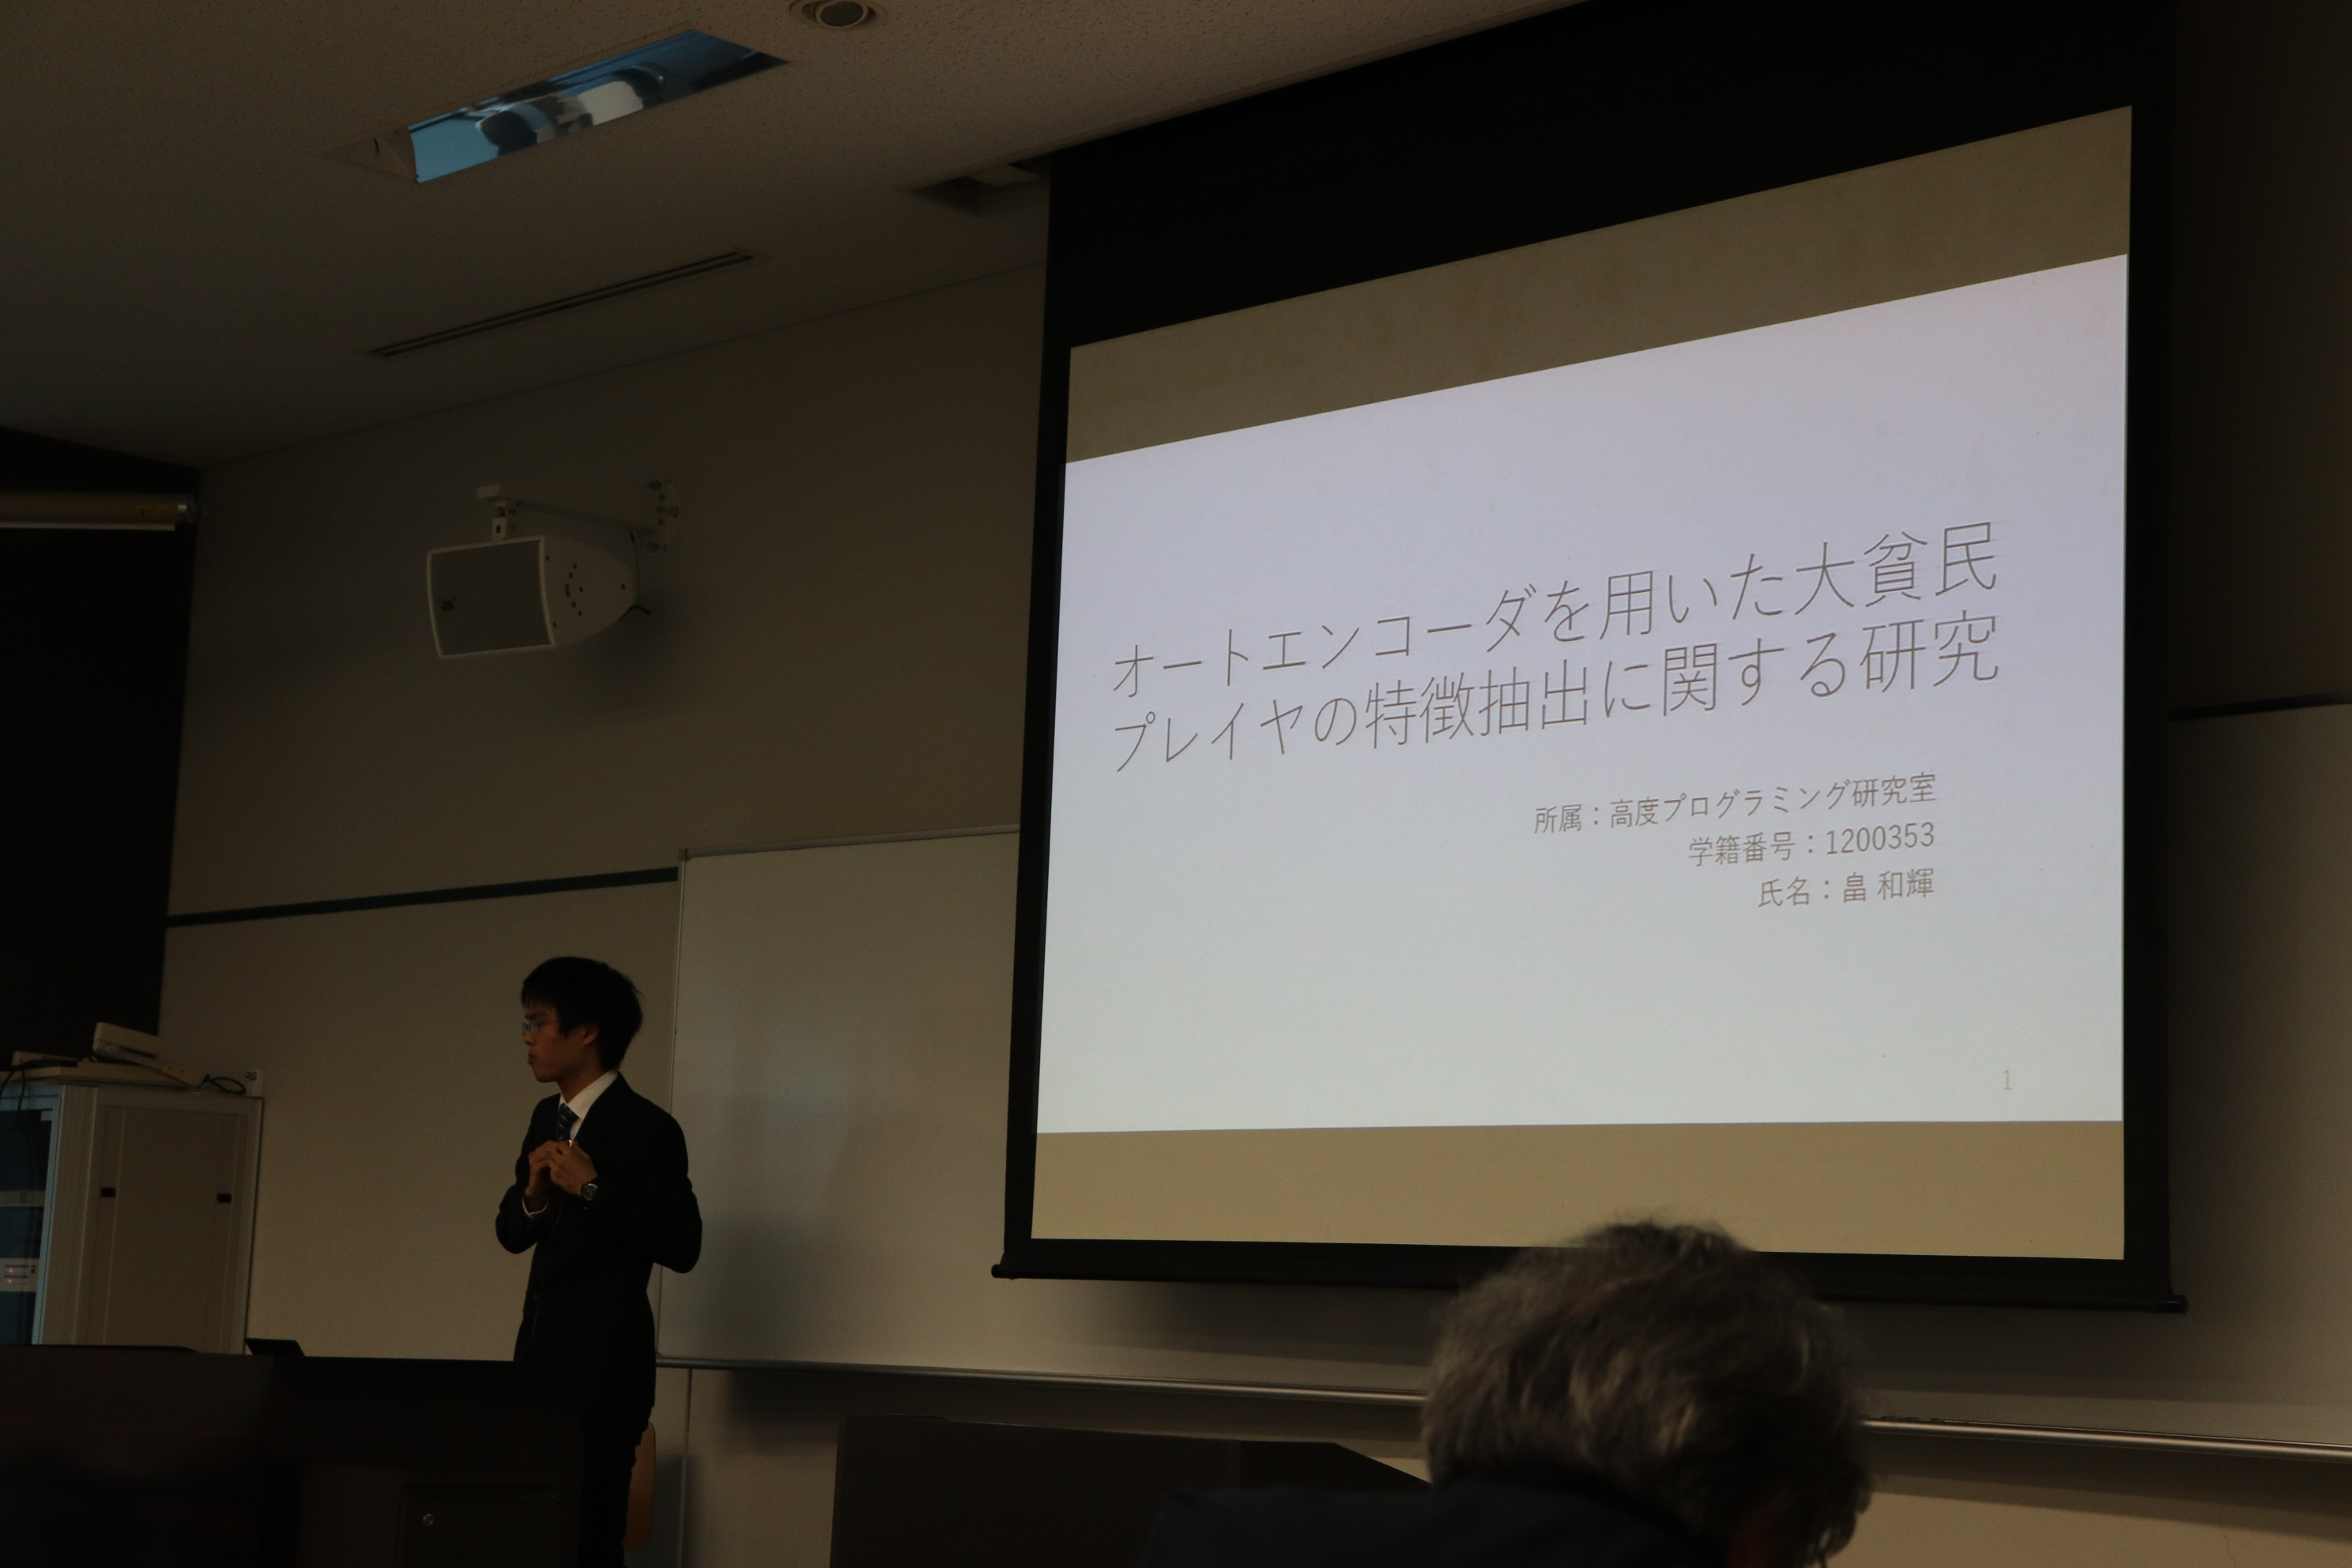 オートエンコーダを用いた大貧民
プレイヤの特徴抽出に関する研究
所属：高度プログラミング研究室
学籍番号：1200353
氏名：畠 和輝
1